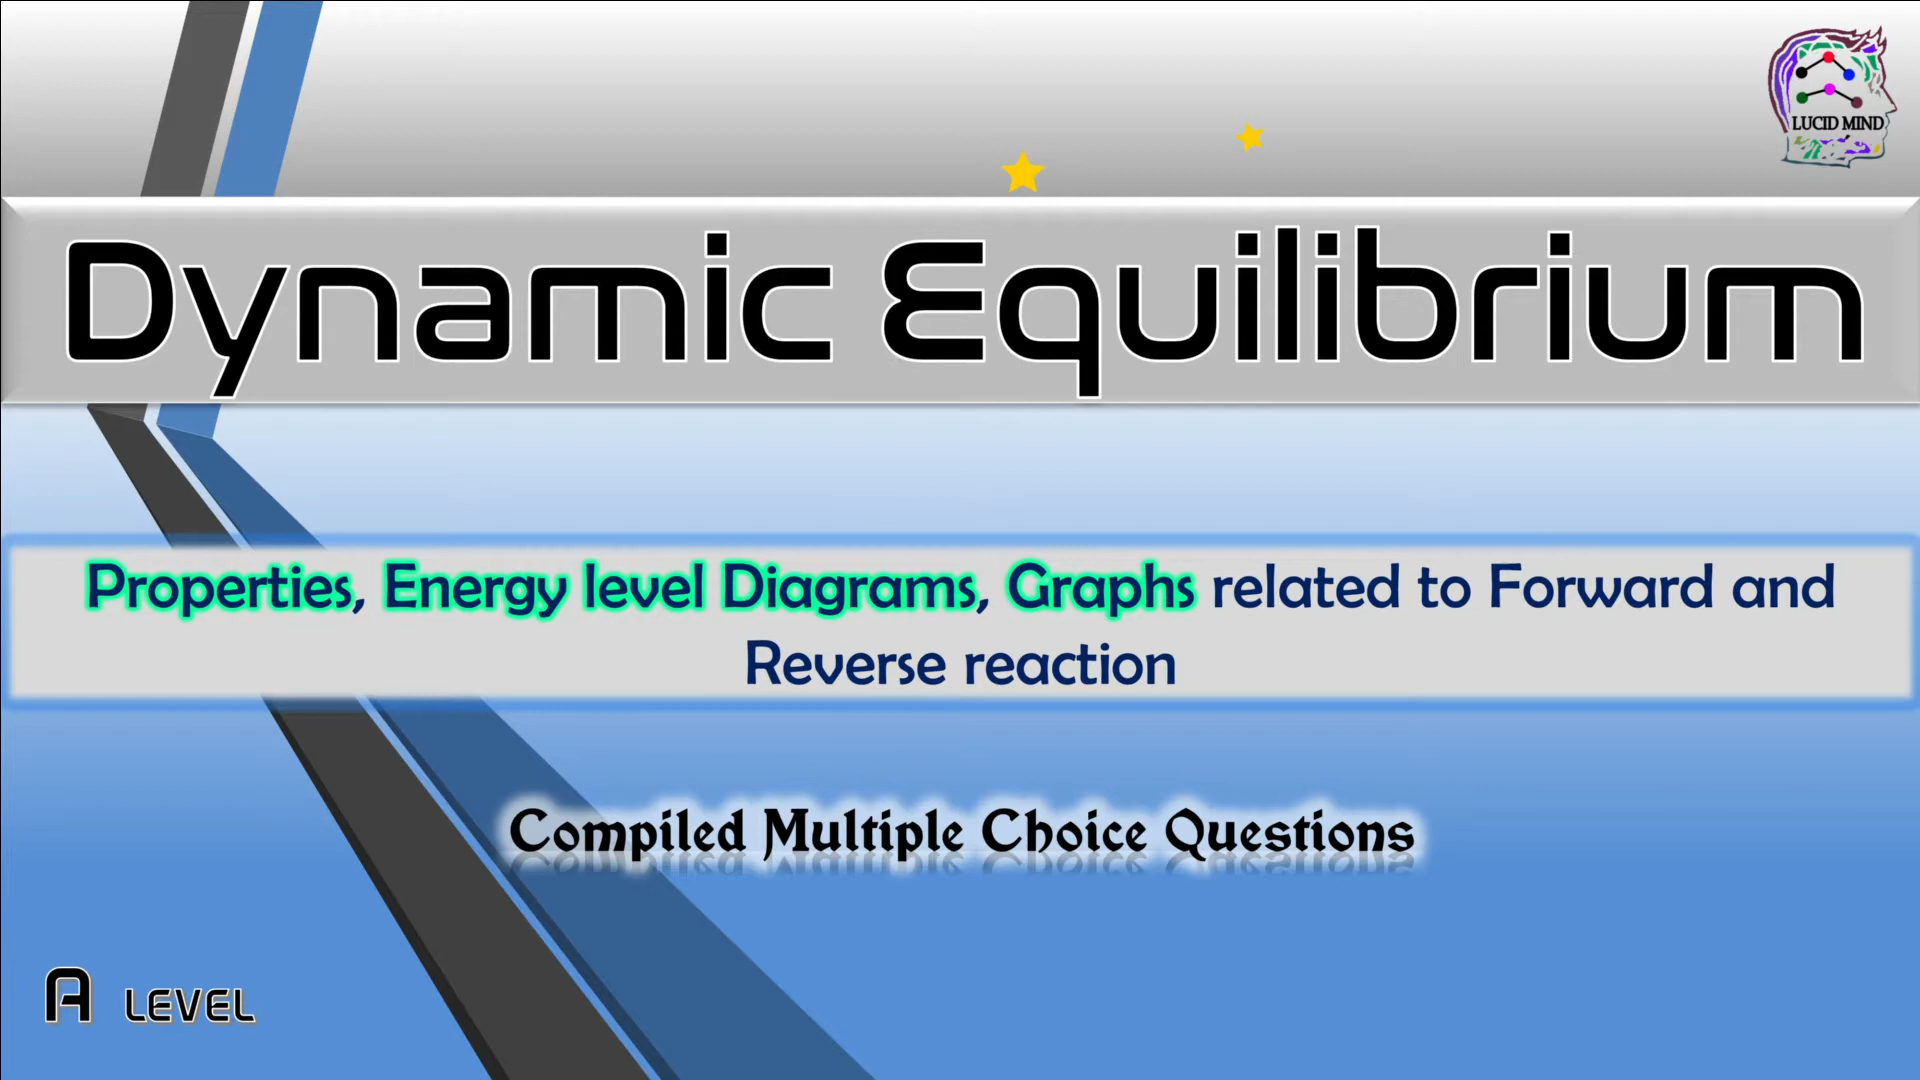 LUCID MIND
Dynamic Equilibrium
Properties, Energy level Diagrams, Graphs related to Forward and
Reverse reaction
Compiled Multiple Choice Questions
A LEVEL